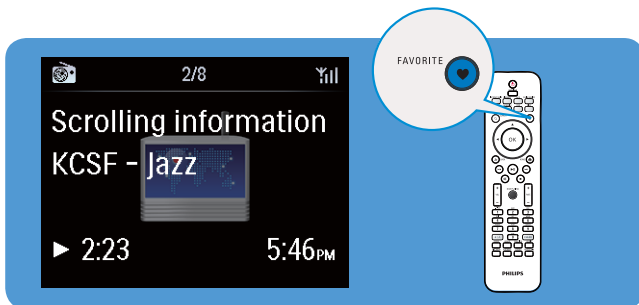 2/8
Scrolling information
KCSF - Jazz
2:23 5:46PM
FAVORITE
OK
PHILIPS